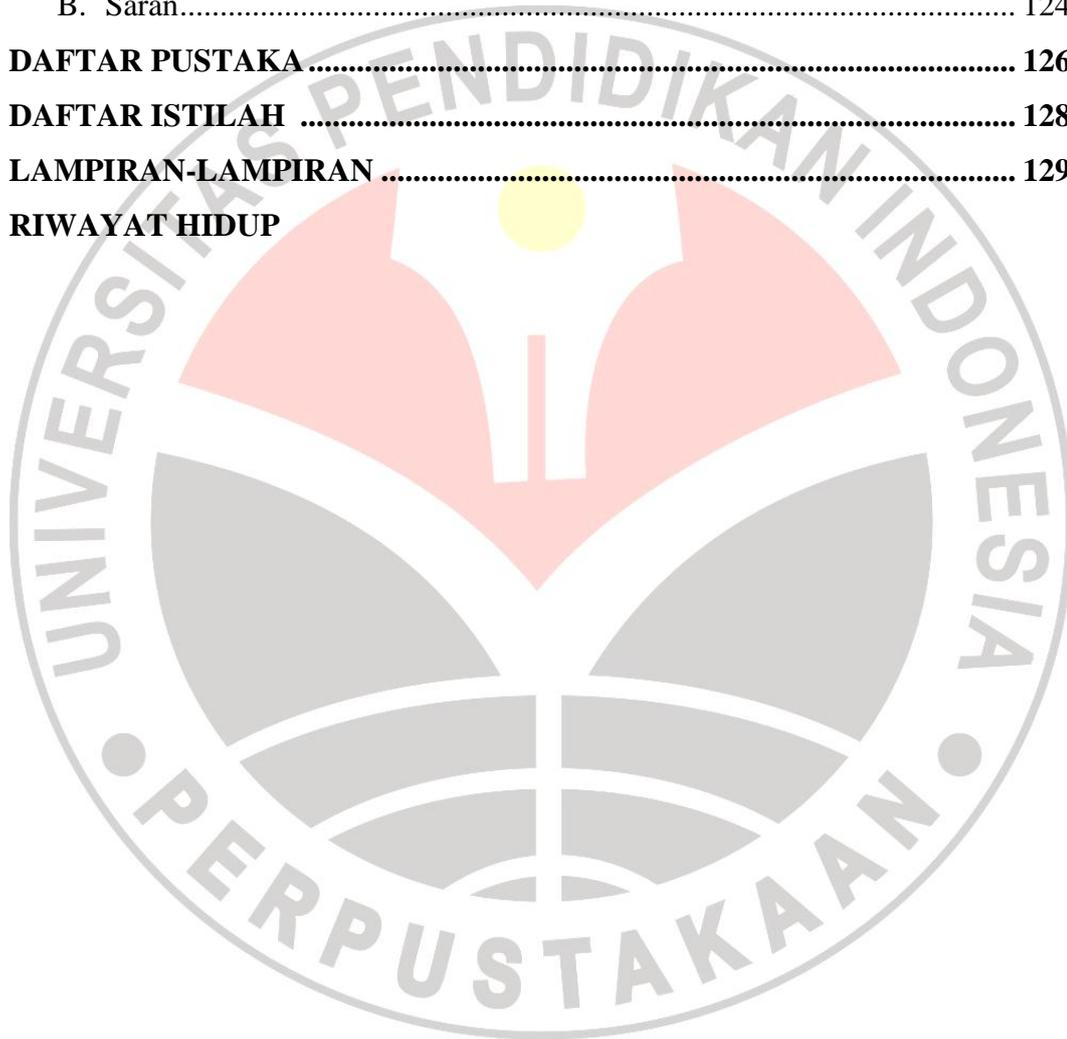 B. Saran.......................................................................................................... 124
DAFTAR PUSTAKA.......................................................................................... 126
DAFTAR ISTILAH .......................................................................................... 128
LAMPIRAN-LAMPIRAN ................................................................................ 129
RIWAYAT HIDUP
UNIVERSITAS PENDIDIKAN INDONESIA
PERPUSTAKAAN